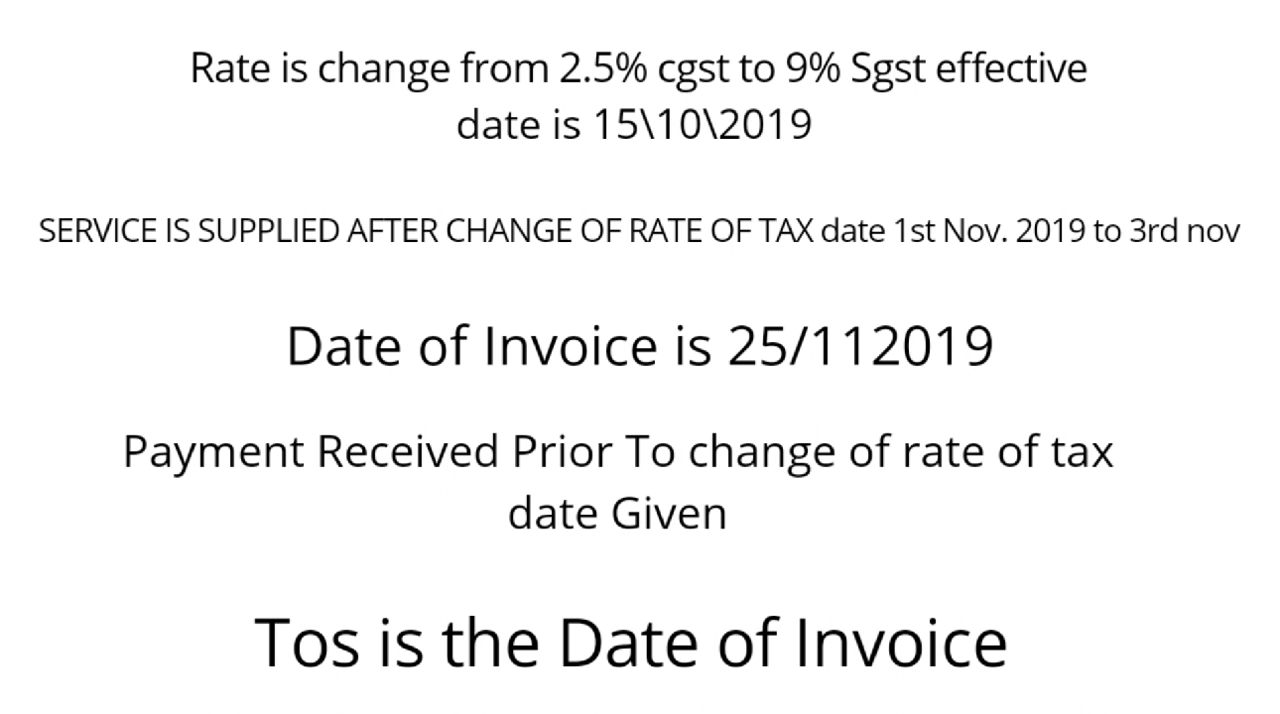 Rate is change from 2.5% cgst to 9% Sgst effective
date is 15\10\2019
SERVICE IS SUPPLIED AFTER CHANGE OF RATE OF TAX date 1st Nov. 2019 to 3rd nov
Date of Invoice is 25/112019
Payment Received Prior To change of rate of tax
date Given
Tos is the Date of Invoice